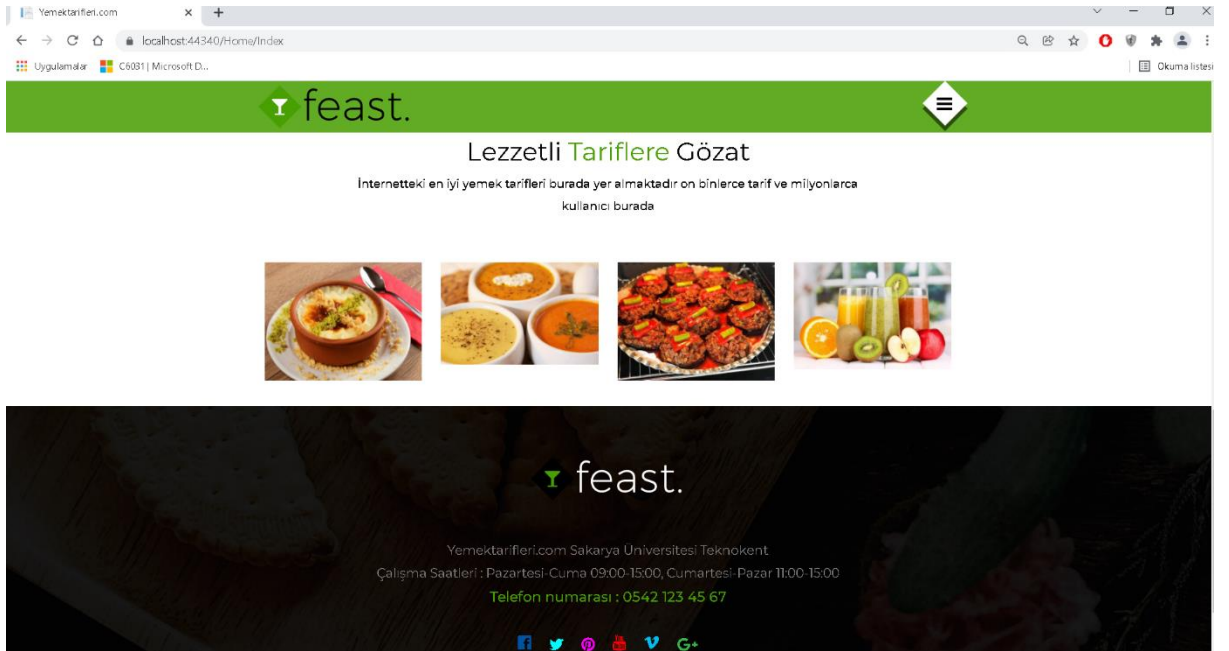 Yemektarifleri.com
localhost:44340/Home/Index
Uygulamalar C6031 | Microsoft D...
Okuma listesi
feast.
Lezzetli Tariflere Gözat
İnternetteki en iyi yemek tarifleri burada yer almaktadır on binlerce tarif ve milyonlarca
kullanıcı burada
feast.
Yemektarifleri.com Sakarya Üniversitesi Teknokent
Çalışma Saatleri : Pazartesi-Cuma 09:00-15:00, Cumartesi-Pazar 11:00-15:00
Telefon numarası : 0542 123 45 67